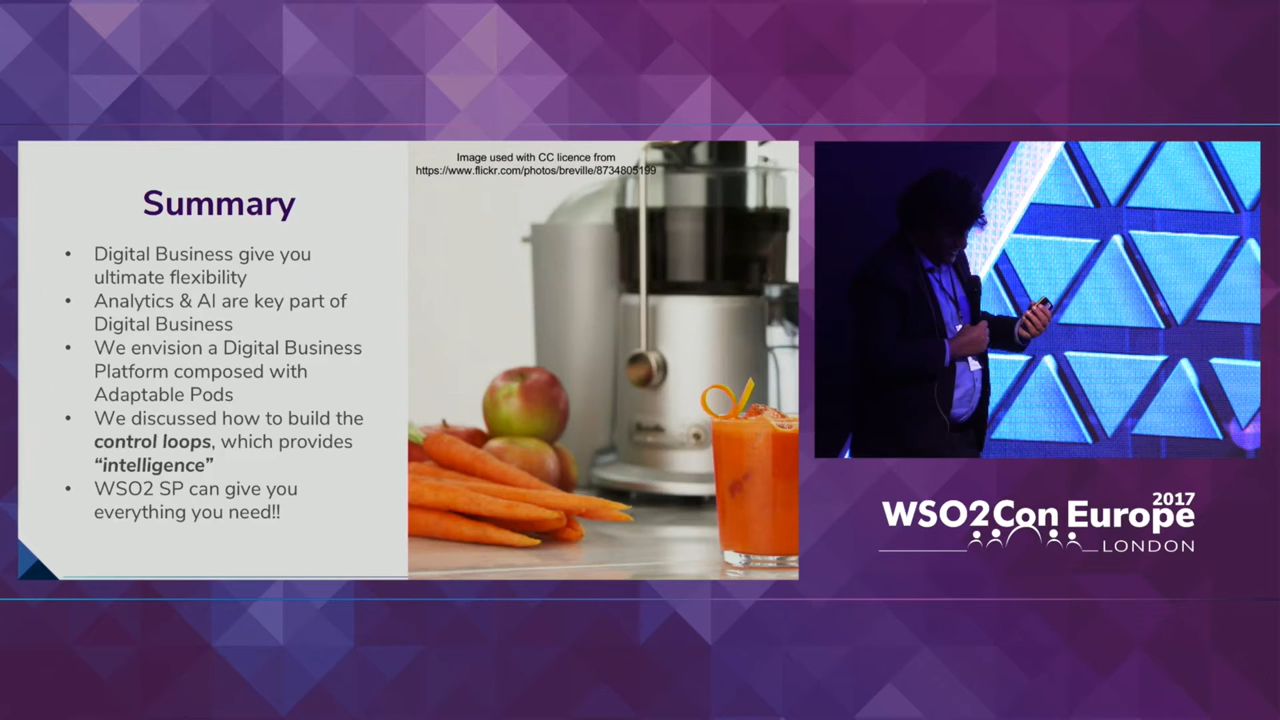 Image used with CC licence from
https://www.flickr.com/photos/breville/8734805199
Summary
• Digital Business give you
ultimate flexibility
• Analytics & AI are key part of
Digital Business
• We envision a Digital Business
Platform composed with
Adaptable Pods
• We discussed how to build the
control loops, which provides
“intelligence”
• WSO2 SP can give you
everything you need!!
2017
WSO2Con Europe
LONDON